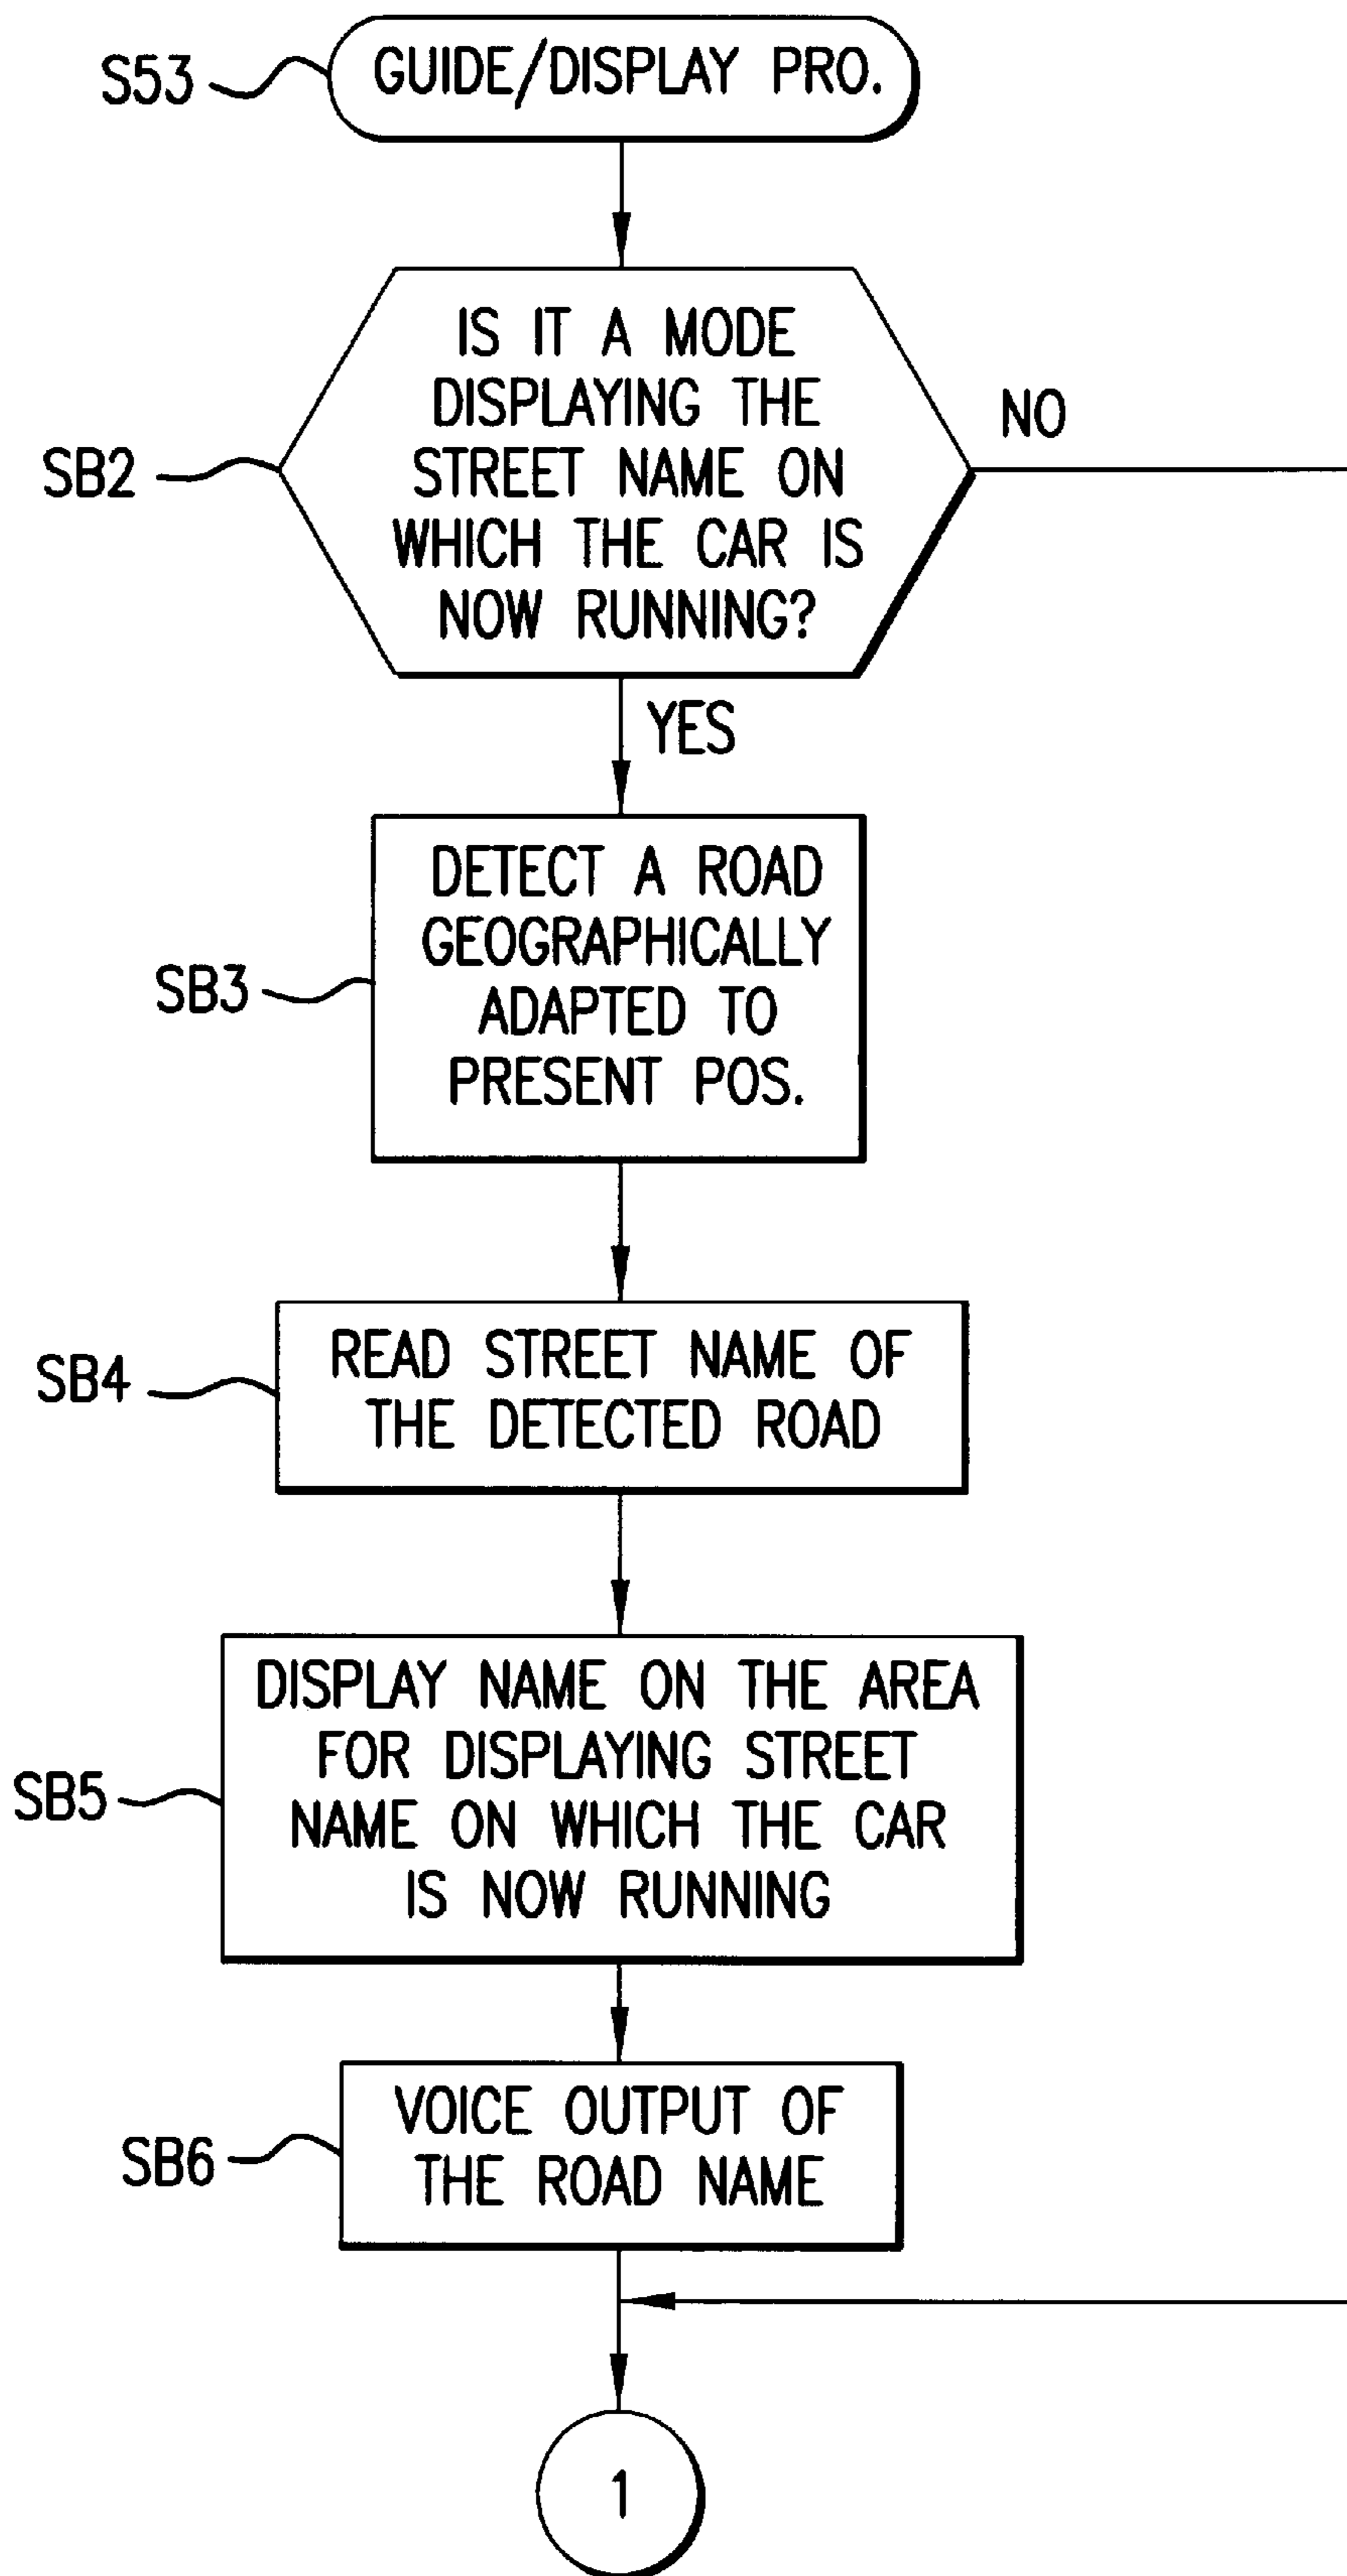 S53
GUIDE/DISPLAY PRO.
SB2
IS IT A MODE
DISPLAYING THE
STREET NAME ON
WHICH THE CAR IS
NOW RUNNING?
NO
YES
SB3
DETECT A ROAD
GEOGRAPHICALLY
ADAPTED TO
PRESENT POS.
SB4
READ STREET NAME OF
THE DETECTED ROAD
SB5
DISPLAY NAME ON THE AREA
FOR DISPLAYING STREET
NAME ON WHICH THE CAR
IS NOW RUNNING
SB6
VOICE OUTPUT OF
THE ROAD NAME
1